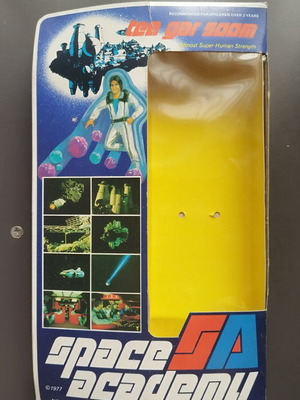 RECOMMENDED FOR CHILDREN OVER 3 YEARS
tee gar soom
almost Super-Human Strength
space SA
academy
©1977